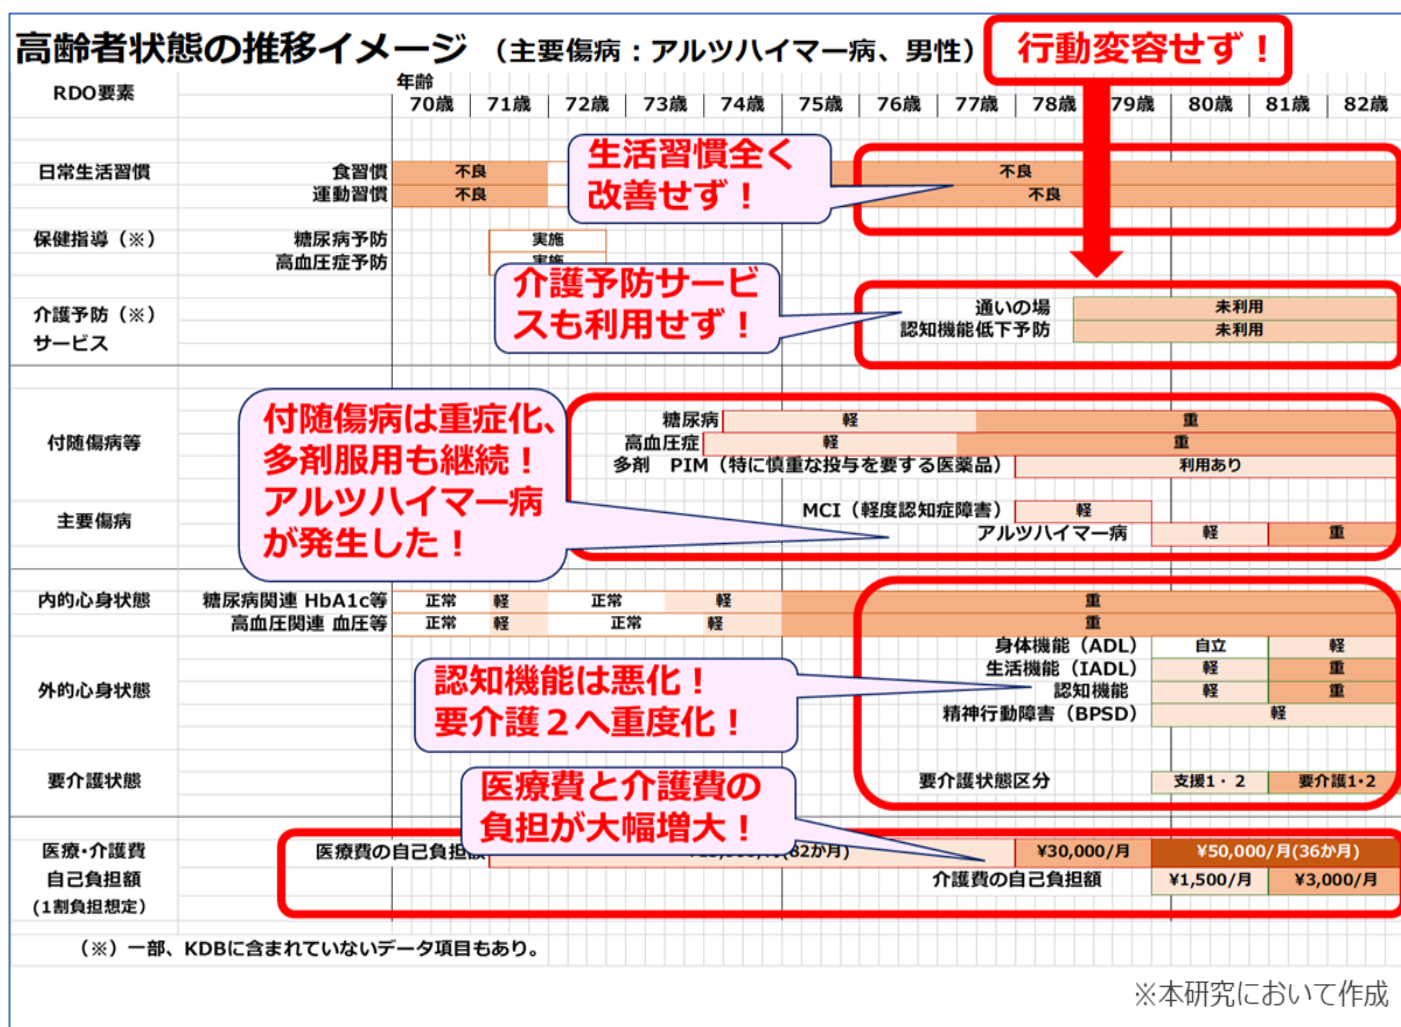 高齢者状態の推移イメージ （主要傷病：アルツハイマー病、男性）
行動変容せず！
RDO要素
年齢
70歳 71歳 72歳 73歳 74歳 75歳 76歳 77歳 78歳 79歳 80歳 81歳 82歳
生活習慣全く
改善せず！
日常生活習慣 食習慣 不良 不良
運動習慣 不良 不良
保健指導（※） 糖尿病予防 実施
高血圧症予防 実施
介護予防サービ
スも利用せず！
介護予防（※）
サービス
通いの場 未利用
認知機能低下予防 未利用
付随傷病は重症化、
多剤服用も継続！
アルツハイマー病
が発生した！
付随傷病等 糖尿病 軽 重
高血圧症 軽 重
多剤 PIM（特に慎重な投与を要する医薬品） 利用あり
主要傷病 MCI（軽度認知症障害） 軽
アルツハイマー病 軽 重
内的心身状態 糖尿病関連 HbA1c等 正常 軽 正常 軽 重
高血圧関連 血圧等 正常 軽 正常 軽 重
外的心身状態 身体機能（ADL） 自立 軽
生活機能（IADL） 軽 重
認知機能 軽 重
精神行動障害（BPSD） 軽
認知機能は悪化！
要介護２へ重度化！
要介護状態 要介護状態区分 支援1・2 要介護1・2
医療費と介護費の
負担が大幅増大！
医療・介護費
自己負担額
(1割負担想定)
医療費の自己負担額 (82か月) ¥30,000/月 ¥50,000/月(36か月)
介護費の自己負担額 ¥1,500/月 ¥3,000/月
（※）一部、KDBに含まれていないデータ項目もあり。
※本研究において作成